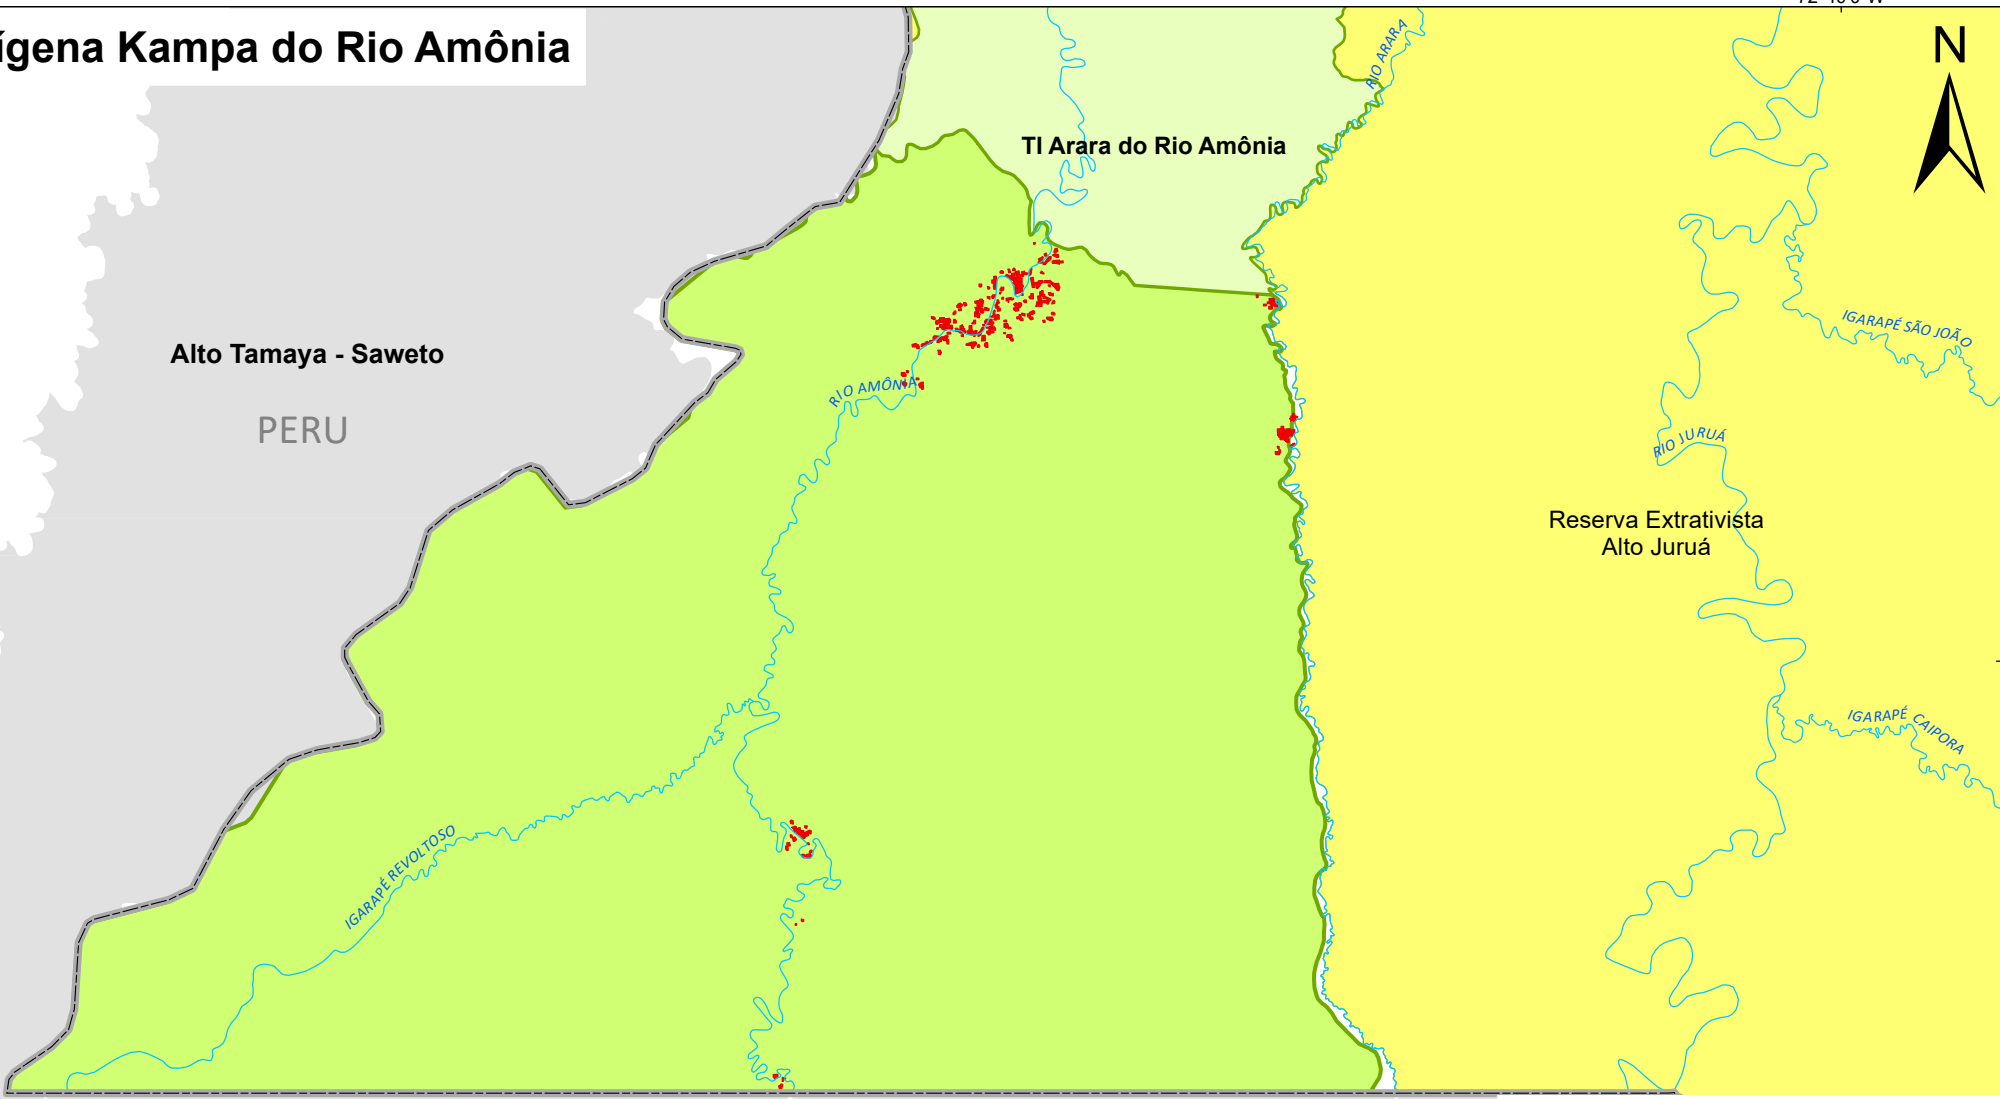 ígena Kampa do Rio Amônia
N
RIO ARARA
TI Arara do Rio Amônia
IGARAPÉ SÃO JOÃO
Alto Tamaya - Saweto
PERU
RIO AMÔNIA
RIO JURUÁ
Reserva Extrativista
Alto Juruá
IGARAPÉ CAIPORA
IGARAPÉ REVOLTOSO